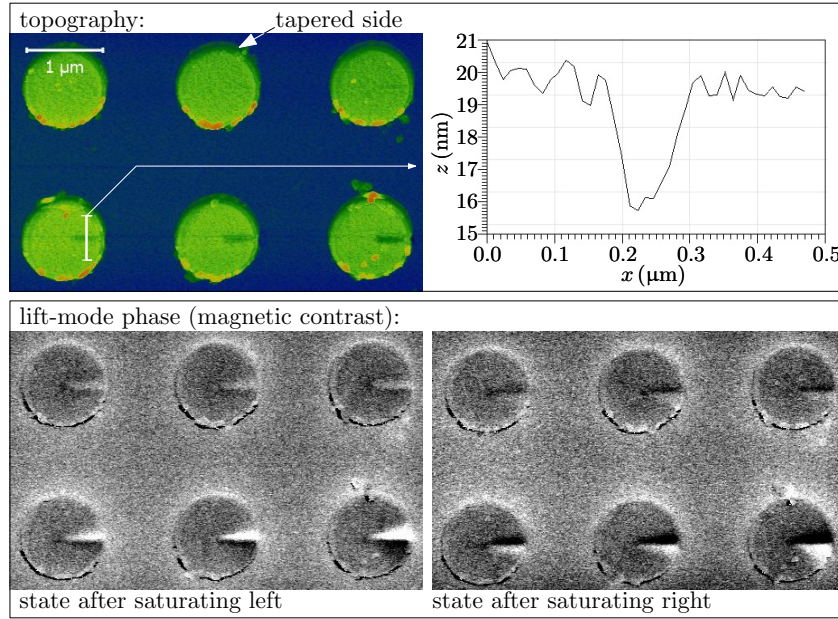 topography:
tapered side
1 µm
21
20
19
19
17
16
15
z (nm)
0.0 0.1 0.2 0.3 0.4 0.5
x (µm)
lift-mode phase (magnetic contrast):
state after saturating left
state after saturating right